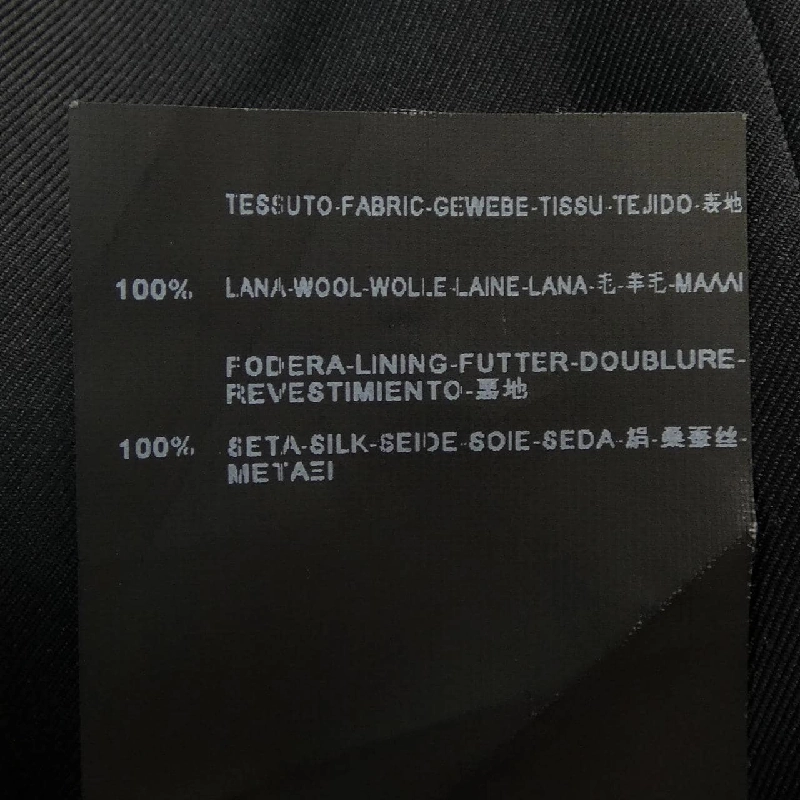 TESSUTO-FABRIC-GEWEBE-TISSU-TEJIDO-表地
100% LANA-WOOL-WOLLE-LAINE-LANA-毛-羊毛-ΜΑΛΛΙ
FODERA-LINING-FUTTER-DOUBLURE-
REVESTIMIENTO-裏地
100% SETA-SILK-SEIDE-SOIE-SEDA-絹-桑蚕丝-
ΜΕΤΑΞΙ